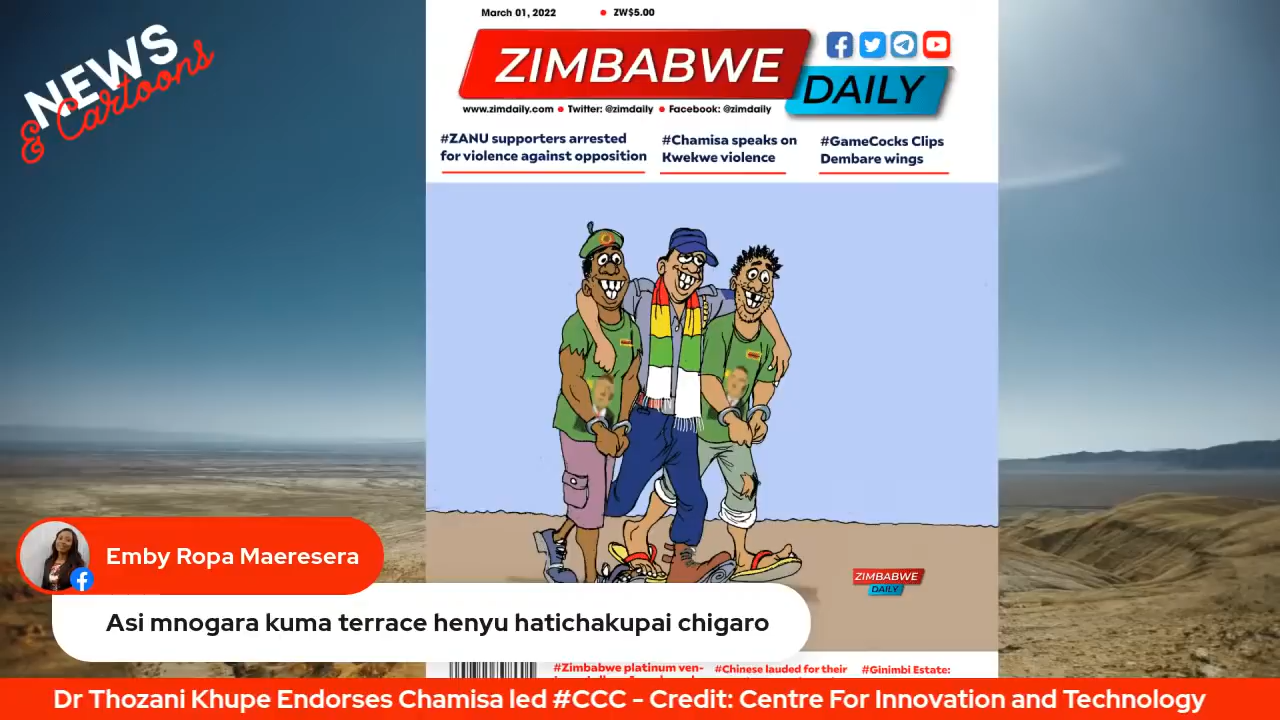 NEWS
& Cartoons
March 01, 2022 • ZW$5.00
ZIMBABWE
DAILY
www.zimdaily.com • Twitter: @zimdaily • Facebook: @zimdaily
#ZANU supporters arrested
for violence against opposition
#Chamisa speaks on
Kwekwe violence
#GameCocks Clips
Dembare wings
ZIMBABWE
DAILY
Emby Ropa Maeresera
Asi mnogara kuma terrace henyu hatichakupai chigaro
#Zimbabwe platinum ven-
#Chinese lauded for their
#Ginimbi Estate:
Dr Thozani Khupe Endorses Chamisa led #CCC - Credit: Centre For Innovation and Technology